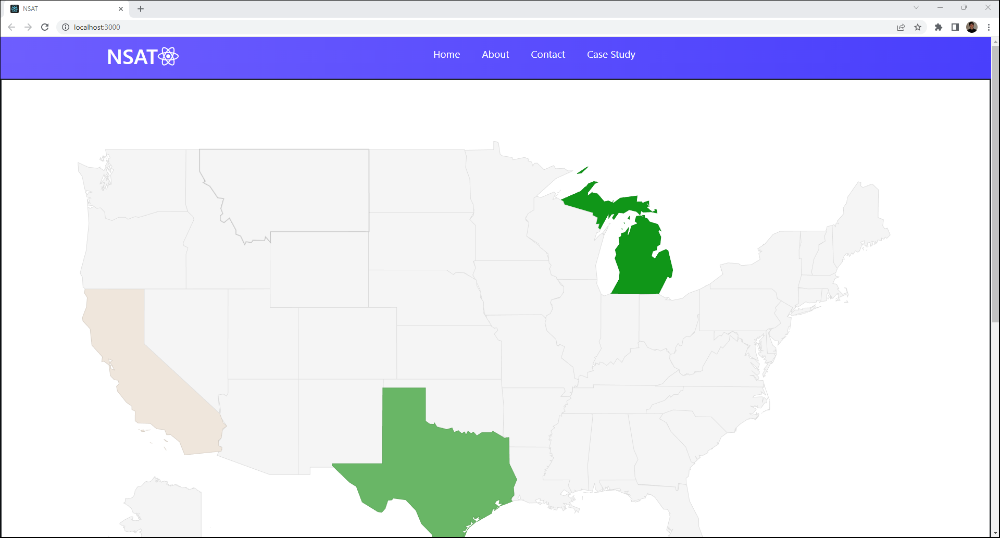 NSAT
localhost:3000
NSAT
Home About Contact Case Study